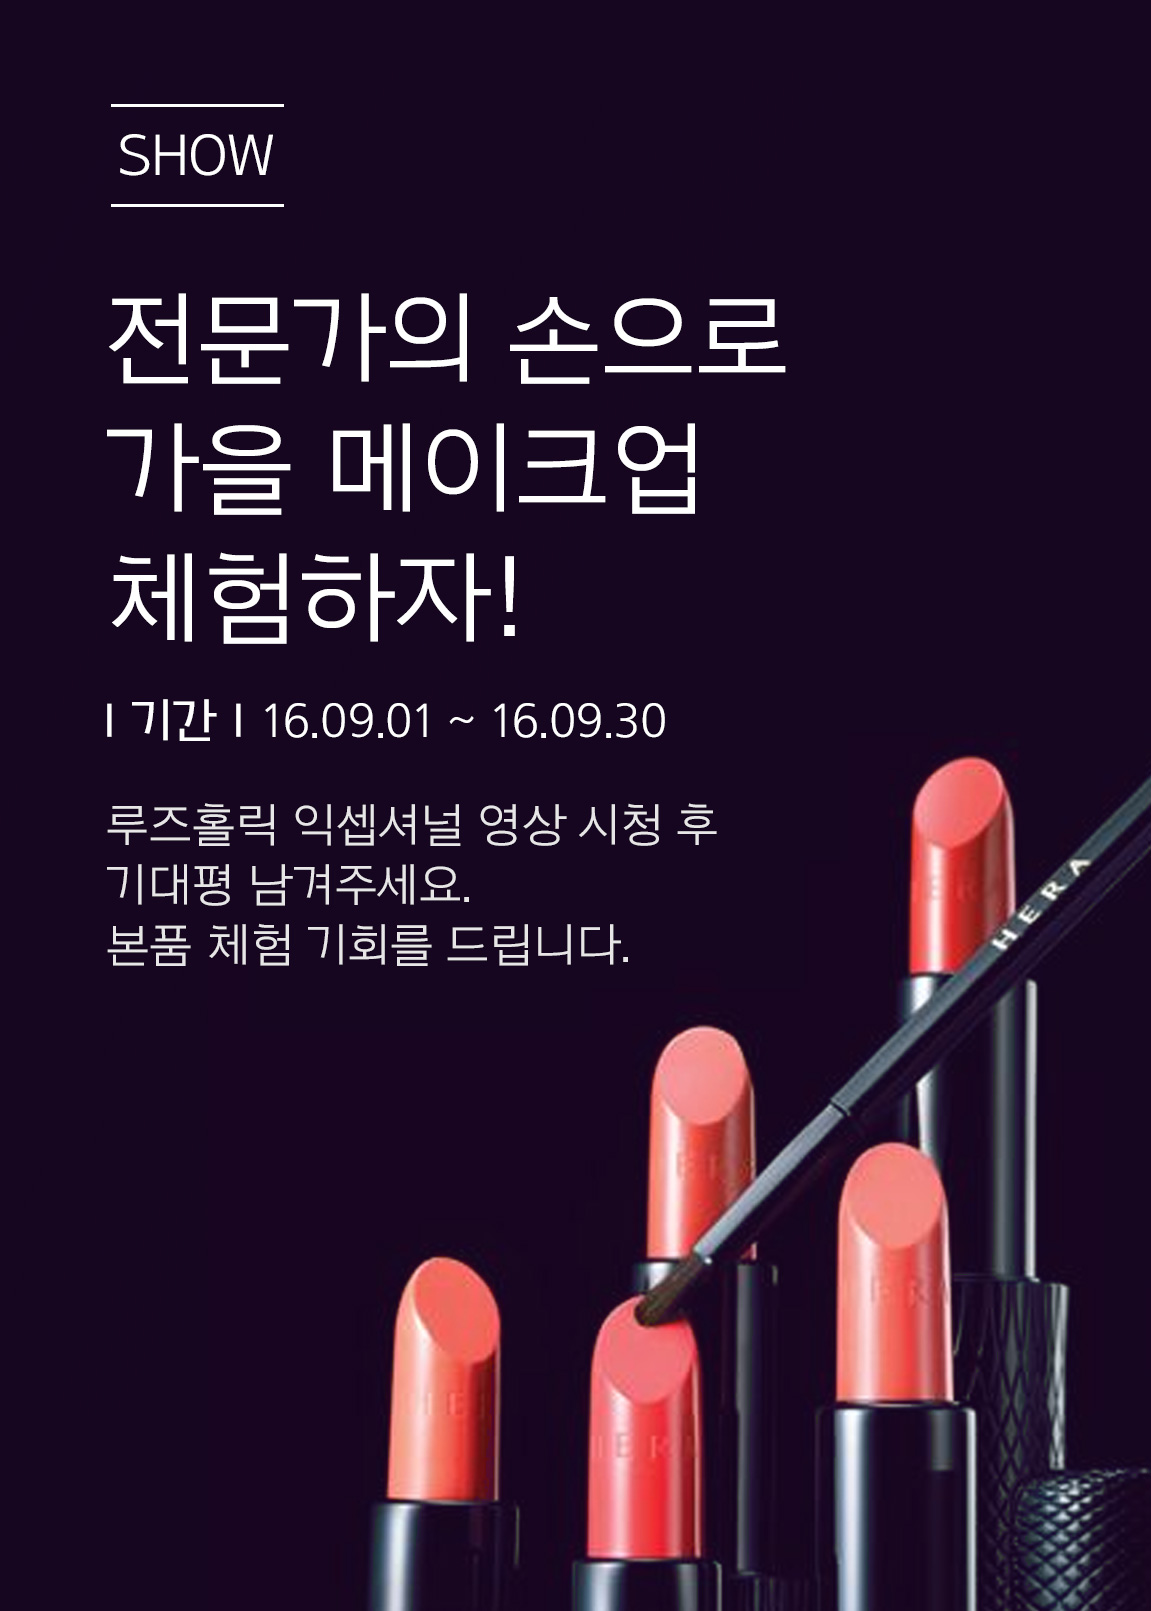 SHOW
전문가의 손으로
가을 메이크업
체험하자!
I 기간 I 16.09.01 ~ 16.09.30
루즈홀릭 익셉셔널 영상 시청 후
기대평 남겨주세요.
본품 체험 기회를 드립니다.
HERA